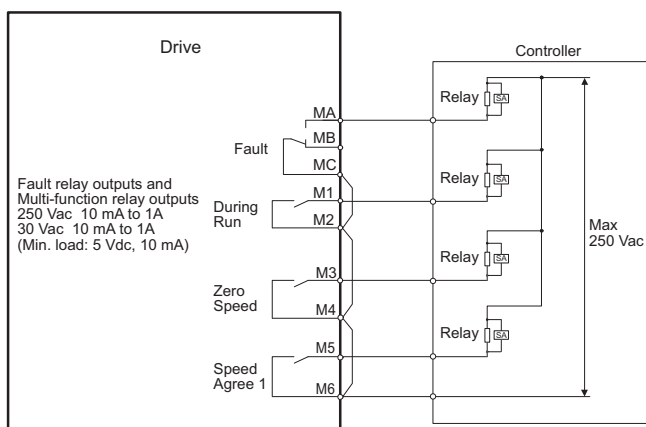 Drive
Controller
Fault relay outputs and
Multi-function relay outputs
250 Vac 10 mA to 1A
30 Vac 10 mA to 1A
(Min. load: 5 Vdc, 10 mA)
Fault
MA
MB
MC
During
Run
M1
M2
Zero
Speed
M3
M4
Speed
Agree 1
M5
M6
Relay
SA
Relay
SA
Relay
SA
Relay
SA
Max
250 Vac